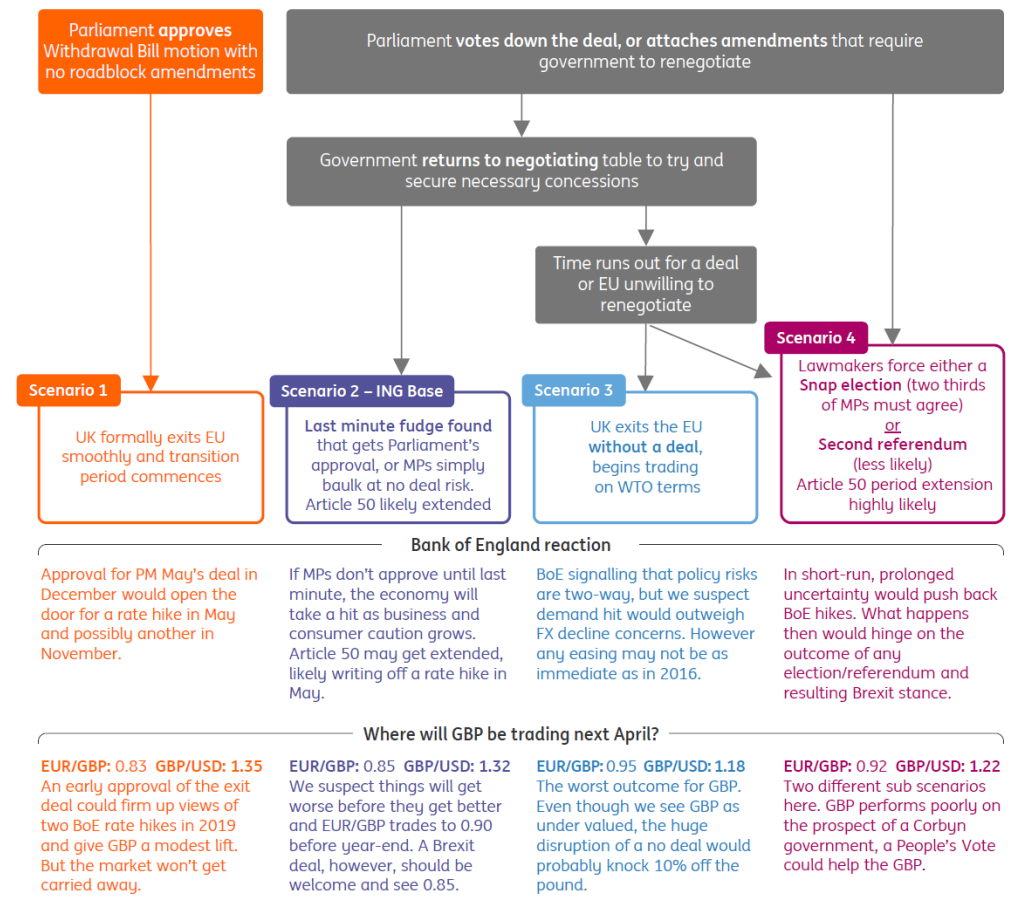 Parliament approves
Withdrawal Bill motion with
no roadblock amendments
Parliament votes down the deal, or attaches amendments that require
government to renegotiate
Government returns to negotiating table to try and
secure necessary concessions
Time runs out for a deal
or EU unwilling to
renegotiate
Scenario 1
UK formally exits EU
smoothly and transition
period commences
Scenario 2 – ING Base
Last minute fudge found
that gets Parliament's
approval, or MPs simply
baulk at no deal risk.
Article 50 likely extended
Scenario 3
UK exits the EU
without a deal,
begins trading
on WTO terms
Scenario 4
Lawmakers force either a
Snap election (two thirds
of MPs must agree)
or
Second referendum
(less likely)
Article 50 period extension
highly likely
Bank of England reaction
Approval for PM May's deal in
December would open the
door for a rate hike in May
and possibly another in
November.
If MPs don't approve until last
minute, the economy will
take a hit as business and
consumer caution grows.
Article 50 may get extended,
likely writing off a rate hike in
May.
BoE signalling that policy risks
are two-way, but we suspect
demand hit would outweigh
FX decline concerns. However
any easing may not be as
immediate as in 2016.
In short-run, prolonged
uncertainty would push back
BoE hikes. What happens
then would hinge on the
outcome of any
election/referendum and
resulting Brexit stance.
Where will GBP be trading next April?
EUR/GBP: 0.83 GBP/USD: 1.35
An early approval of the exit
deal could firm up views of
two BoE rate hikes in 2019
and give GBP a modest lift.
But the market won't get
carried away.
EUR/GBP: 0.85 GBP/USD: 1.32
We suspect things will get
worse before they get better
and EUR/GBP trades to 0.90
before year-end. A Brexit
deal, however, should be
welcome and see 0.85.
EUR/GBP: 0.95 GBP/USD: 1.18
The worst outcome for GBP.
Even though we see GBP as
under valued, the huge
disruption of a no deal would
probably knock 10% off the
pound.
EUR/GBP: 0.92 GBP/USD: 1.22
Two different sub scenarios
here. GBP performs poorly on
the prospect of a Corbyn
government, a People's Vote
could help the GBP.